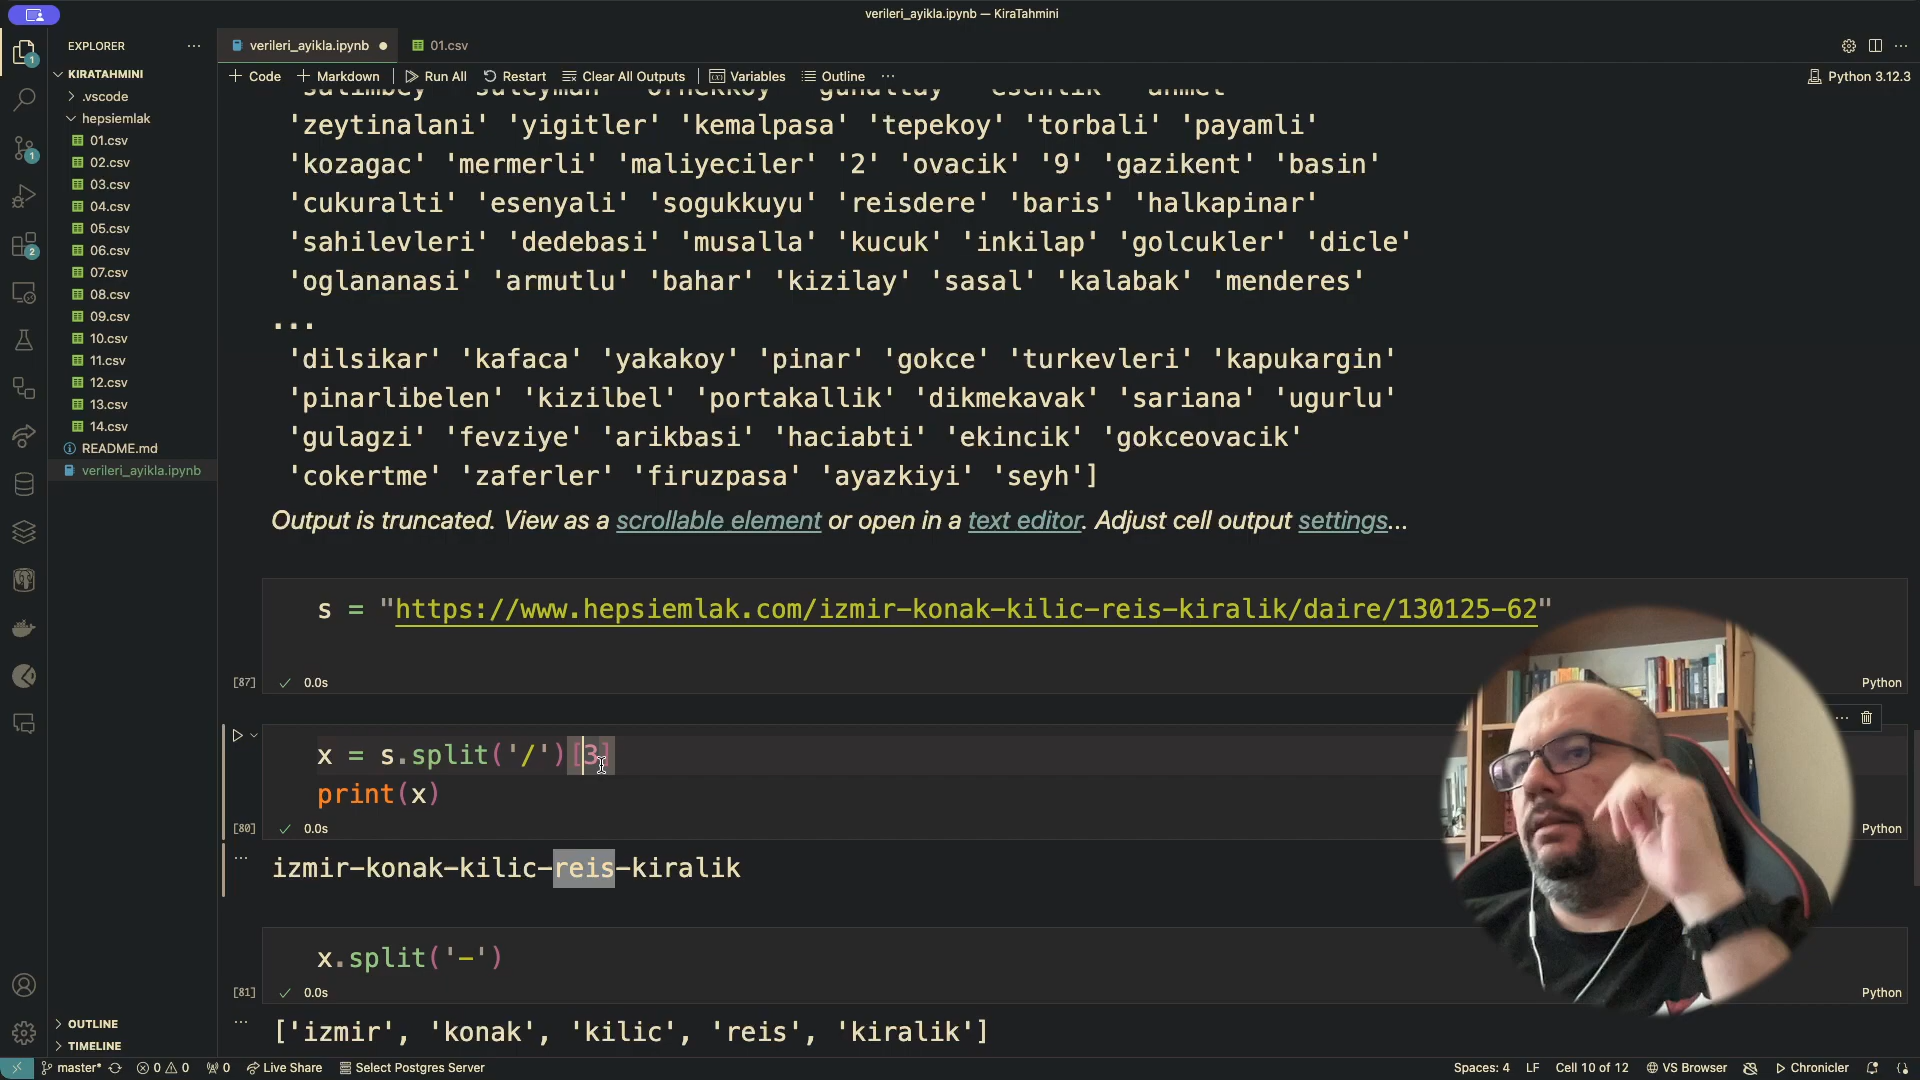 verileri_ayikla.ipynb — KiraTahmini
EXPLORER
verileri_ayikla.ipynb
01.csv
KIRATAHMINI
.vscode
hepsiemlak
01.csv
02.csv
03.csv
04.csv
05.csv
06.csv
07.csv
08.csv
09.csv
10.csv
11.csv
12.csv
13.csv
14.csv
README.md
verileri_ayikla.ipynb
OUTLINE
TIMELINE
1
1
2
Code
Markdown
Run All
Restart
Clear All Outputs
Variables
Outline
...
Python 3.12.3
'zeytinalani' 'yigitler' 'kemalpasa' 'tepekoy' 'torbali' 'payamli'
'kozagac' 'mermerli' 'maliyeciler' '2' 'ovacik' '9' 'gazikent' 'basin'
'cukuralti' 'esenyali' 'sogukkuyu' 'reisdere' 'baris' 'halkapinar'
'sahilevleri' 'dedebasi' 'musalla' 'kucuk' 'inkilap' 'golcukler' 'dicle'
'oglananasi' 'armutlu' 'bahar' 'kizilay' 'sasal' 'kalabak' 'menderes'
...
'dilsikar' 'kafaca' 'yakakoy' 'pinar' 'gokce' 'turkevleri' 'kapukargin'
'pinarlibelen' 'kizilbel' 'portakallik' 'dikmekavak' 'sariana' 'ugurlu'
'gulagzi' 'fevziye' 'arikbasi' 'haciabti' 'ekincik' 'gokceovacik'
'cokertme' 'zaferler' 'firuzpasa' 'ayazkiyi' 'seyh']
Output is truncated. View as a scrollable element or open in a text editor. Adjust cell output settings...
s = "https://www.hepsiemlak.com/izmir-konak-kilic-reis-kiralik/daire/130125-62"
[87] 0.0s Python
x = s.split('/')[3]
print(x)
[80] 0.0s Python
izmir-konak-kilic-reis-kiralik
x.split('-')
[81] 0.0s Python
['izmir', 'konak', 'kilic', 'reis', 'kiralik']
master* 0 0 0 Live Share Select Postgres Server Spaces: 4 LF Cell 10 of 12 VS Browser Chronicler